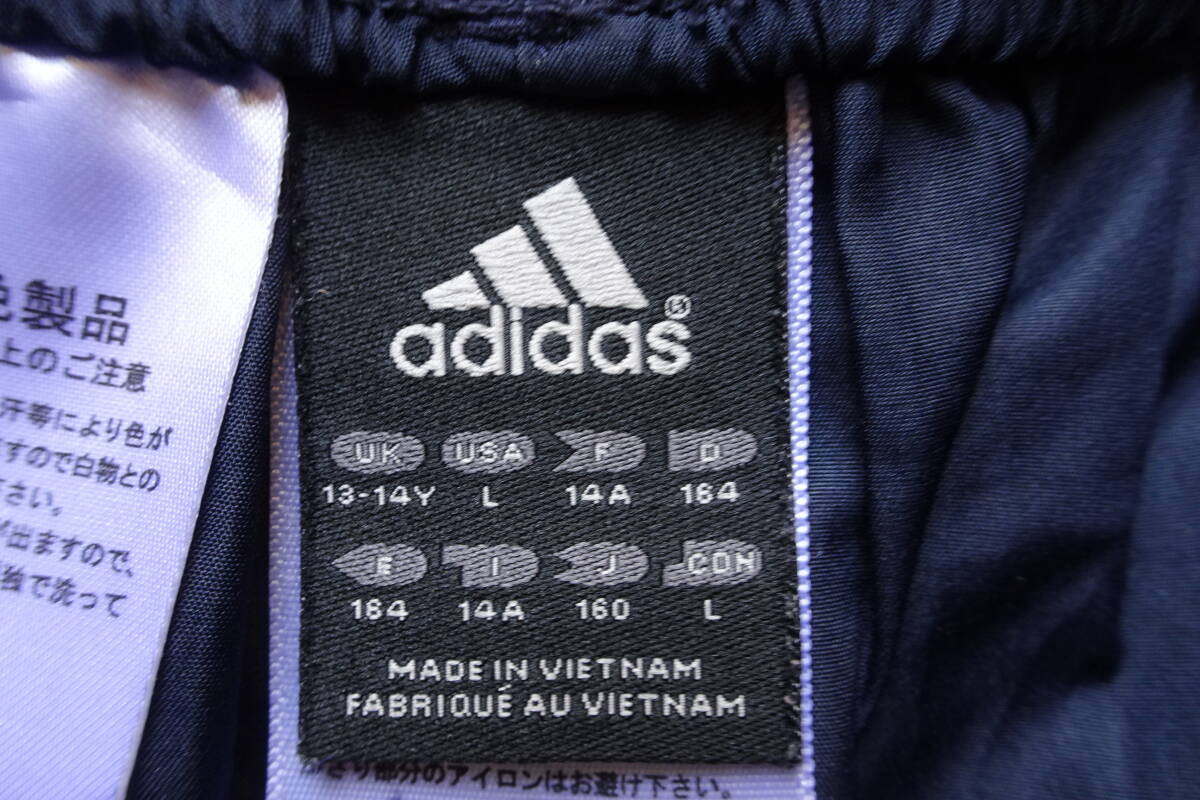 製品
上のご注意
汗等により色が
すので白物との
さい。
が出ますので、
独で洗って
adidas®
UK USA F D
13-14Y L 14A 164
E I J CON
164 14A 160 L
MADE IN VIETNAM
FABRIQUÉ AU VIETNAM
部分のアイロンはお避け下さい。